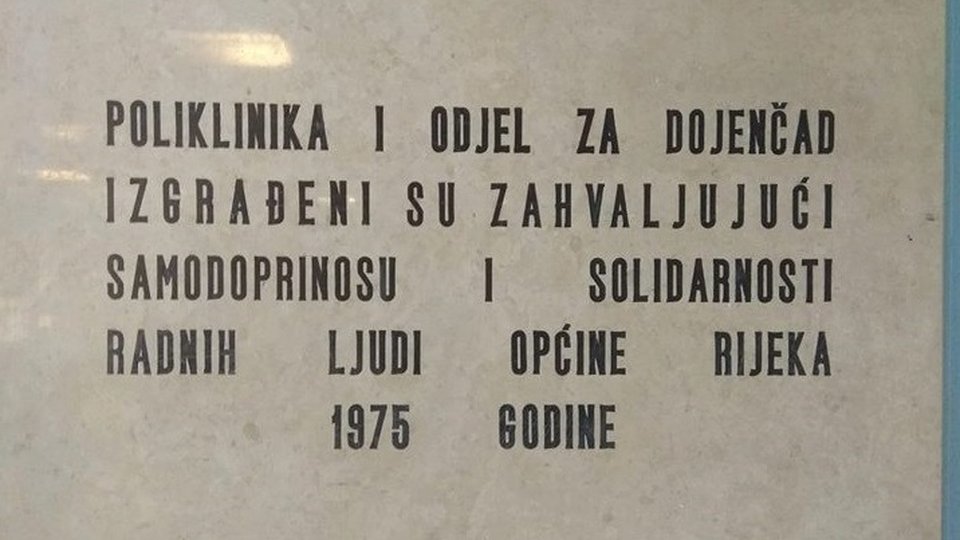 POLIKLINIKA I ODJEL ZA DOJENČAD
IZGRAĐENI SU ZAHVALJUJUĆI
SAMODOPRINOSU I SOLIDARNOSTI
RADNIH LJUDI OPĆINE RIJEKA
1975 GODINE